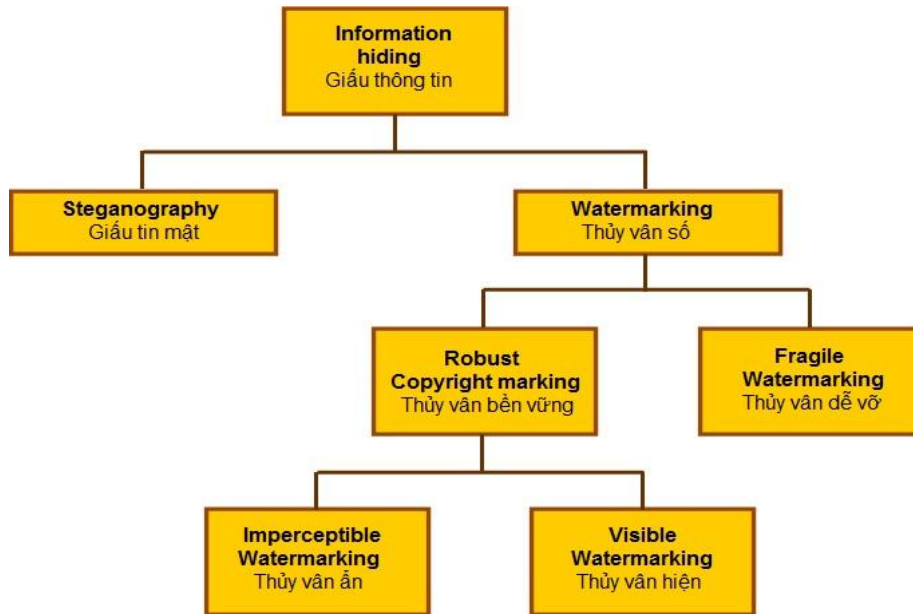 Information
hiding
Giấu thông tin
Steganography
Giấu tin mật
Watermarking
Thủy vân số
Robust
Copyright marking
Thủy vân bền vững
Fragile
Watermarking
Thủy vân dễ vỡ
Imperceptible
Watermarking
Thủy vân ẩn
Visible
Watermarking
Thủy vân hiện